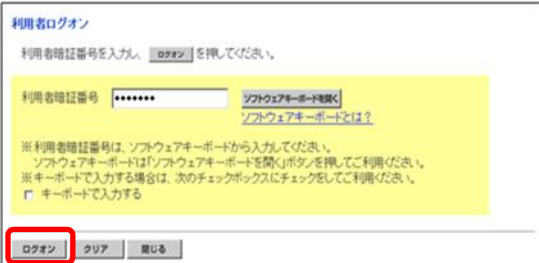 利用者ログオン
利用者暗証番号を入力し、 ログオン を押してください。
利用者暗証番号 ●●●●●●● ソフトウェアキーボードを開く
ソフトウェアキーボードとは？
※利用者暗証番号は、ソフトウェアキーボードから入力してください。
ソフトウェアキーボードは「ソフトウェアキーボードを開く」ボタンを押してご利用ください。
※キーボードで入力する場合は、次のチェックボックスにチェックをしてご利用ください。
キーボードで入力する
ログオン クリア 閉じる